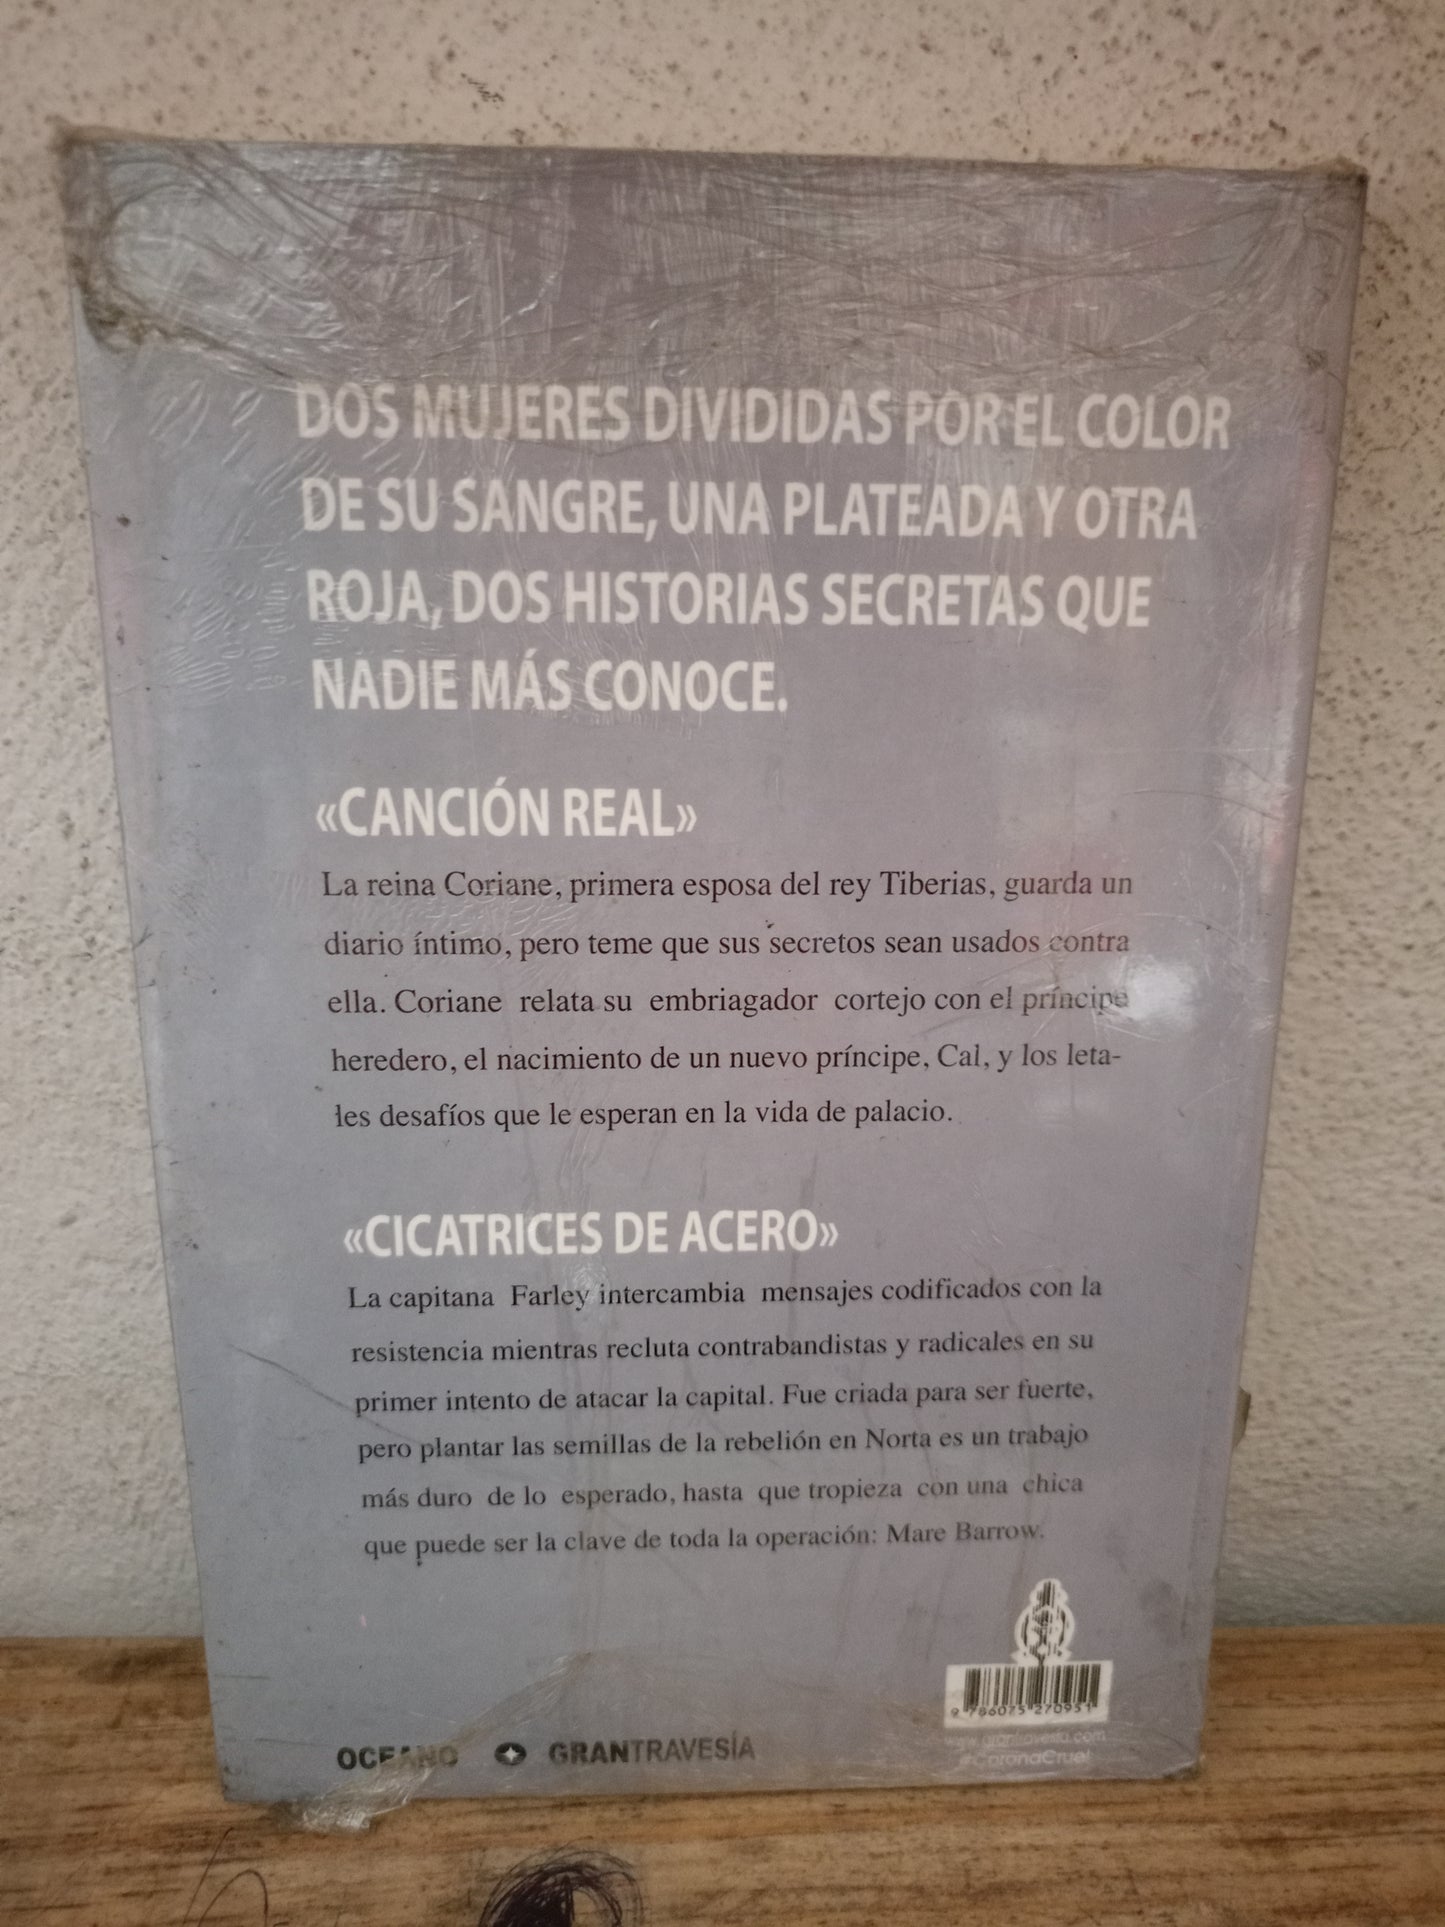 DOS MUJERES DIVIDIDAS POR EL COLOR
DE SU SANGRE, UNA PLATEADA Y OTRA
ROJA, DOS HISTORIAS SECRETAS QUE
NADIE MÁS CONOCE.
«CANCIÓN REAL»
La reina Coriane, primera esposa del rey Tiberias, guarda un
diario íntimo, pero teme que sus secretos sean usados contra
ella. Coriane relata su embriagador cortejo con el príncipe
heredero, el nacimiento de un nuevo príncipe, Cal, y los leta-
les desafíos que le esperan en la vida de palacio.
«CICATRICES DE ACERO»
La capitana Farley intercambia mensajes codificados con la
resistencia mientras recluta contrabandistas y radicales en su
primer intento de atacar la capital. Fue criada para ser fuerte,
pero plantar las semillas de la rebelión en Norta es un trabajo
más duro de lo esperado, hasta que tropieza con una chica
que puede ser la clave de toda la operación: Mare Barrow.
9 786075 270951
www.grantravesia.com
#CoronaCruel
OCEANO GRANTRAVESÍA